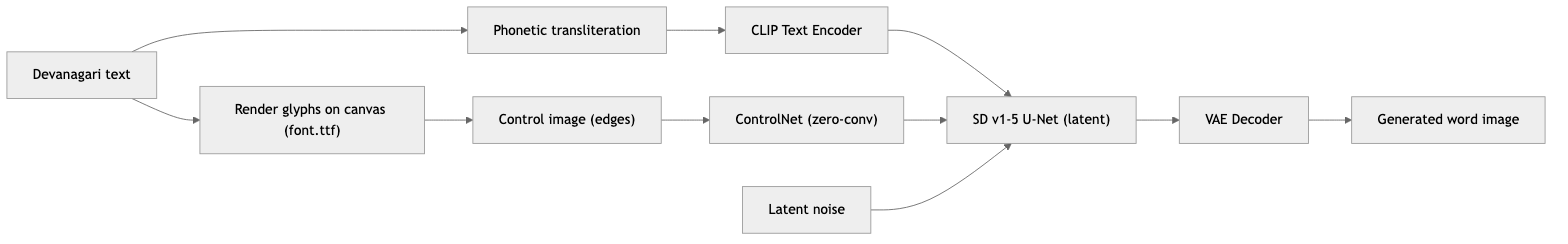 Devanagari text
Phonetic transliteration
CLIP Text Encoder
Render glyphs on canvas
(font.ttf)
Control image (edges)
ControlNet (zero-conv)
Latent noise
SD v1-5 U-Net (latent)
VAE Decoder
Generated word image